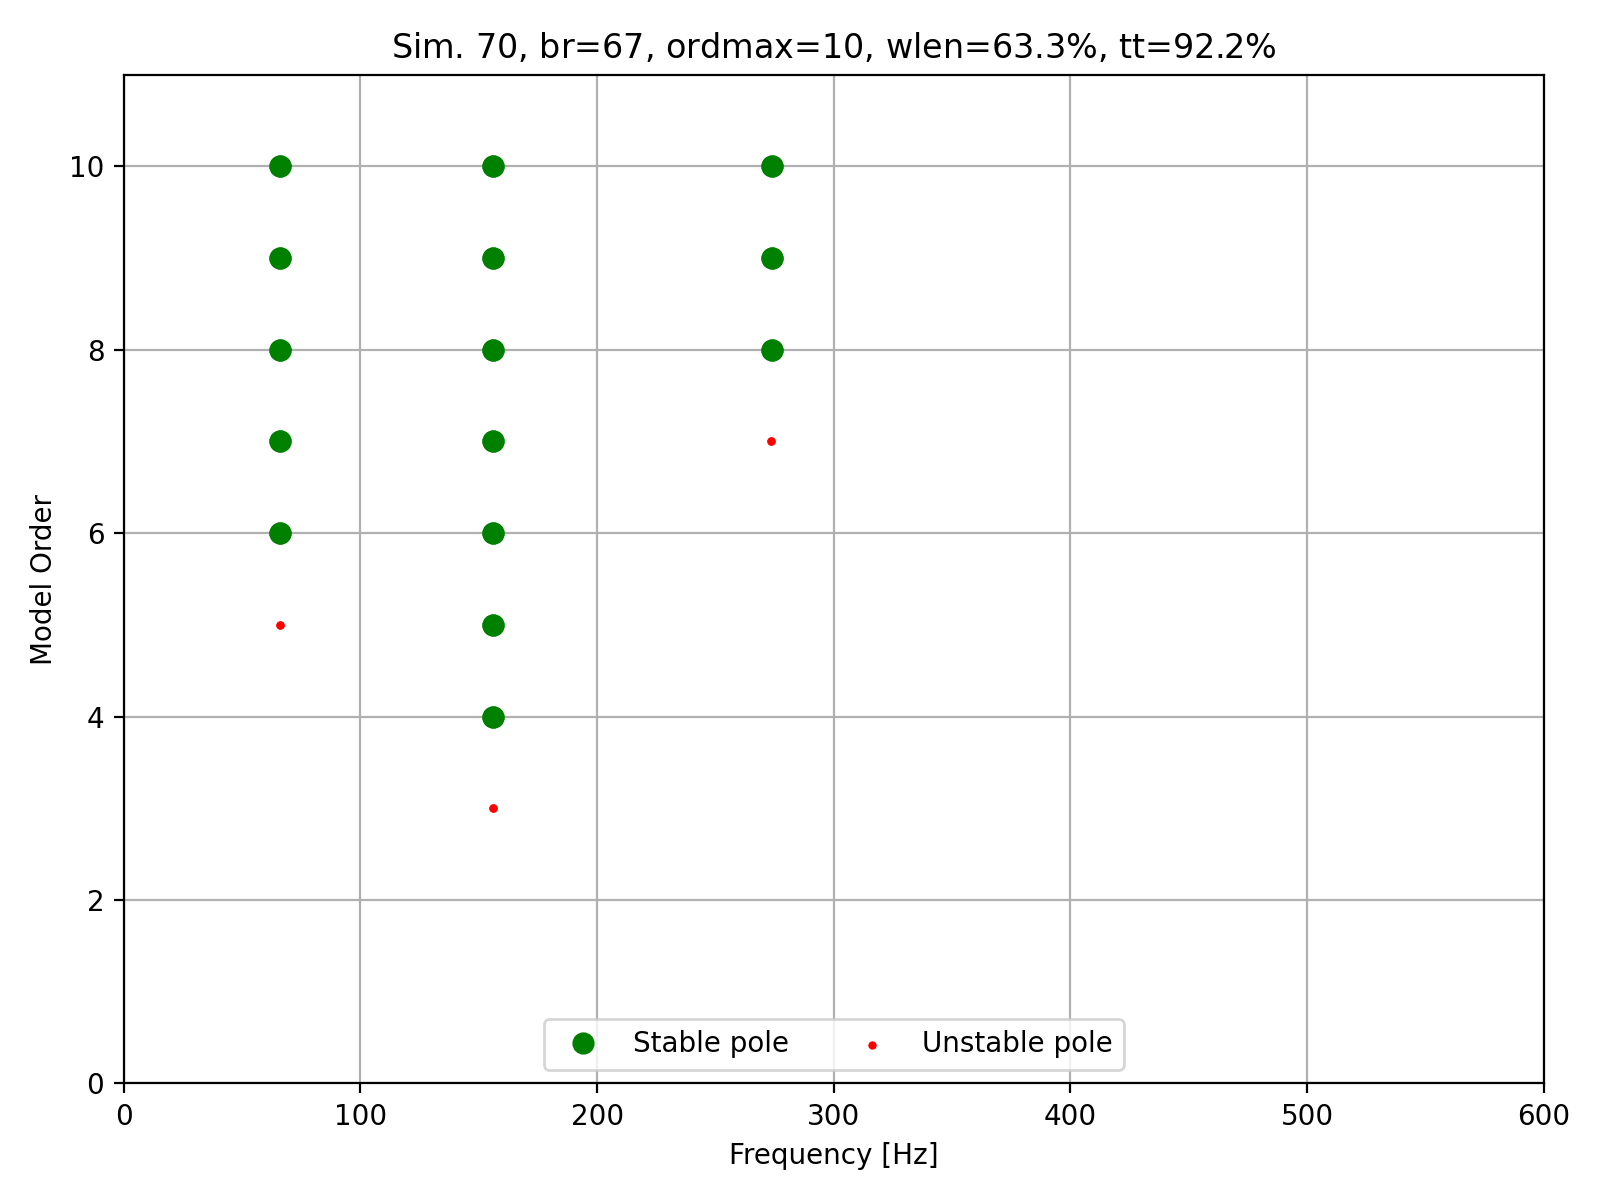 Sim. 70, br=67, ordmax=10, wlen=63.3%, tt=92.2%
10
8
6
4
2
0
Model Order
Stable pole Unstable pole
0 100 200 300 400 500 600
Frequency [Hz]